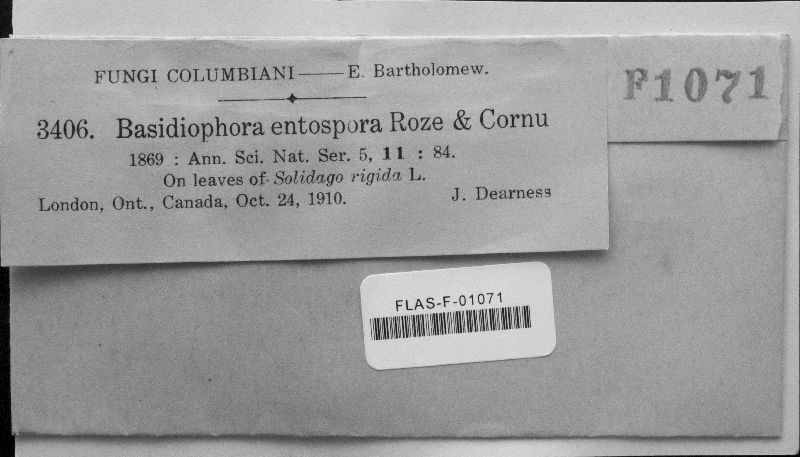 FUNGI COLUMBIANI—E. Bartholomew.
F1071
3406. Basidiophora entospora Roze & Cornu
1869 : Ann. Sci. Nat. Ser. 5, 11 : 84.
On leaves of Solidago rigida L.
London, Ont., Canada, Oct. 24, 1910. J. Dearness
FLAS-F-01071